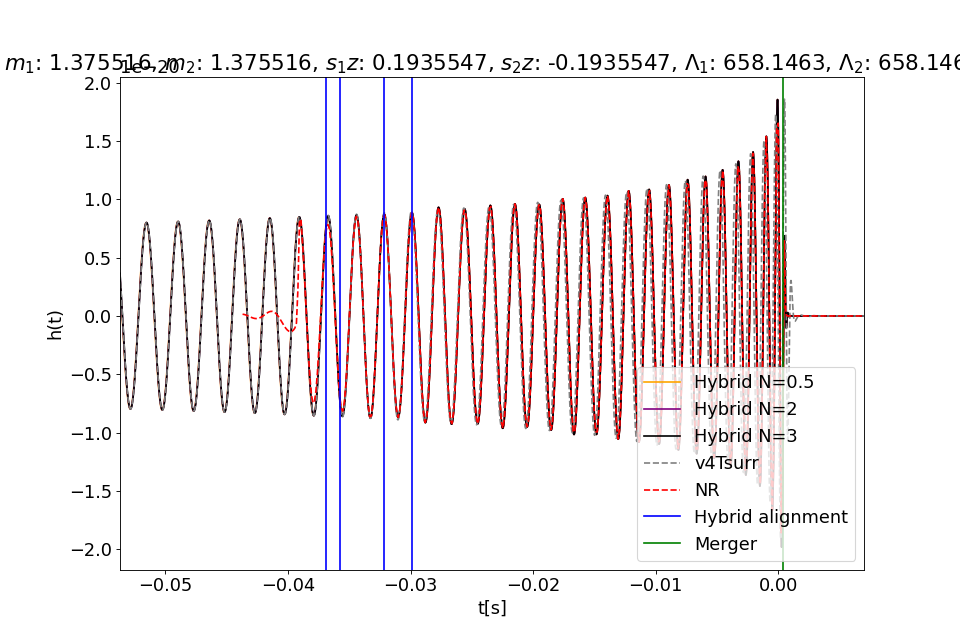 m₁: 1.375516, m₂: 1.375516, s₁z: 0.1935547, s₂z: -0.1935547, Λ₁: 658.1463, Λ₂: 658.146
1e−20
2.0
1.5
1.0
0.5
0.0
−0.5
−1.0
−1.5
−2.0
h(t)
Hybrid N=0.5
Hybrid N=2
Hybrid N=3
v4Tsurr
NR
Hybrid alignment
Merger
−0.05
−0.04
−0.03
−0.02
−0.01
0.00
t[s]